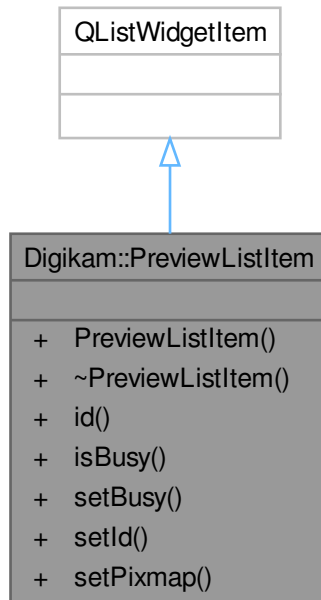 QListWidgetItem
Digikam::PreviewListItem
+ PreviewListItem()
+ ~PreviewListItem()
+ id()
+ isBusy()
+ setBusy()
+ setId()
+ setPixmap()